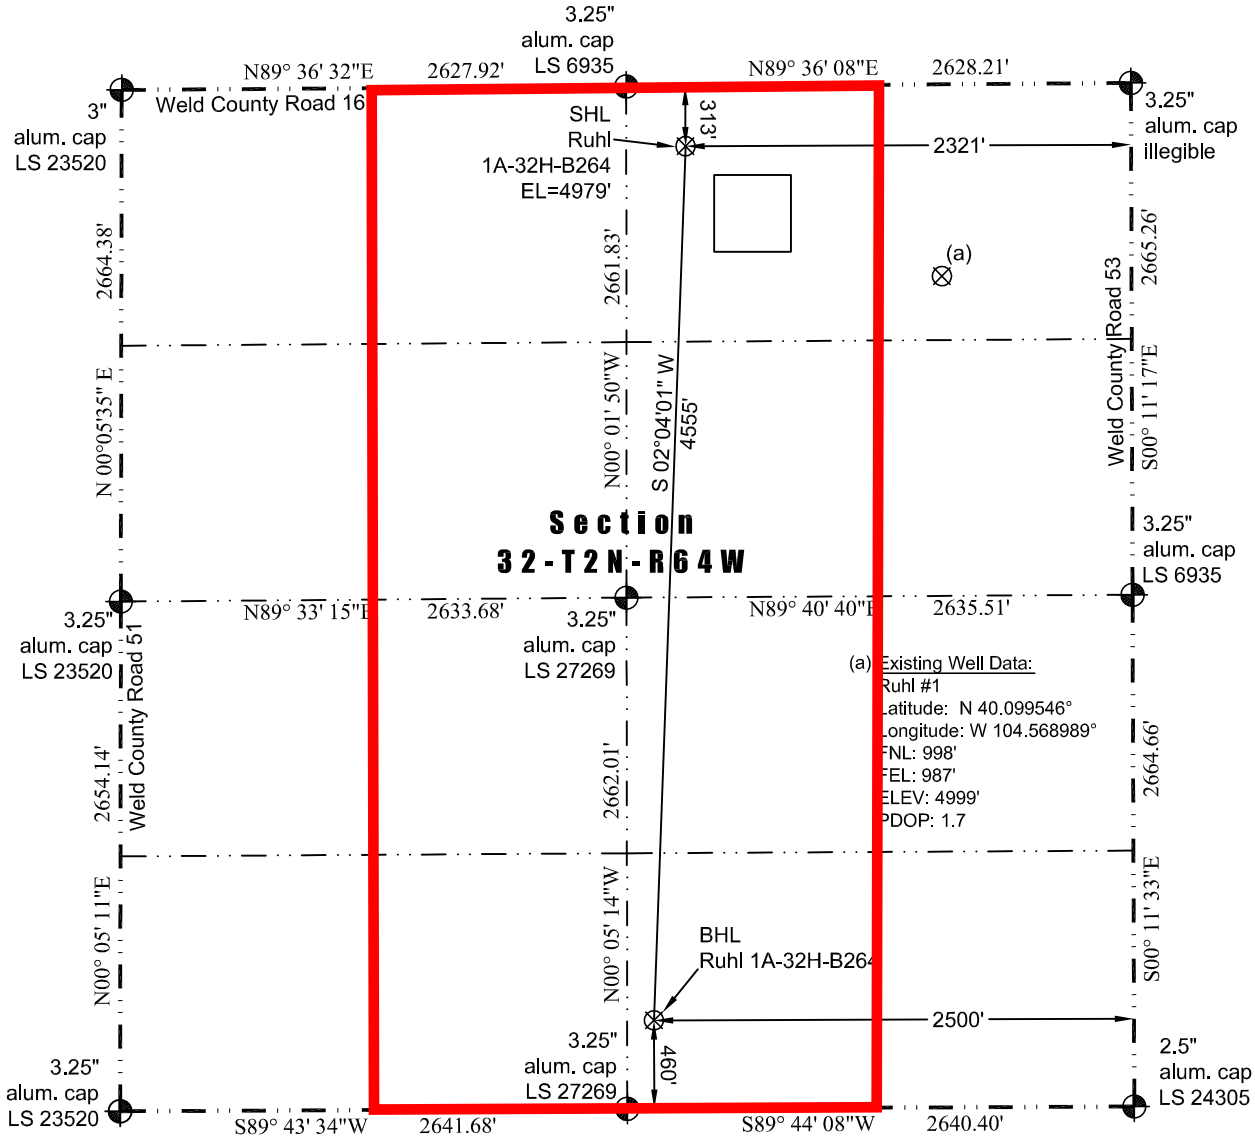 3.25"
alum. cap
LS 6935
N89° 36' 32"E
2627.92'
N89° 36' 08"E
2628.21'
Weld County Road 16
3"
alum. cap
LS 23520
SHL
Ruhl
1A-32H-B264
EL=4979'
313'
2321'
3.25"
alum. cap
illegible
(a)
2664.38'
2661.83'
2665.26'
Weld County Road 53
N 00°05'35" E
N00° 01' 50"W
S 02°04'01" W
4555'
S00° 11' 17"E
Section
32-T2N-R64W
3.25"
alum. cap
LS 6935
N89° 33' 15"E
2633.68'
N89° 40' 40"E
2635.51'
3.25"
alum. cap
LS 23520
Weld County Road 51
3.25"
alum. cap
LS 27269
(a) Existing Well Data:
Ruhl #1
Latitude: N 40.099546°
Longitude: W 104.568989°
FNL: 998'
FEL: 987'
ELEV: 4999'
PDOP: 1.7
2654.14'
2662.01'
2664.66'
N00° 05' 11"E
N00° 05' 14"W
S00° 11' 33"E
BHL
Ruhl 1A-32H-B264
2500'
460'
3.25"
alum. cap
LS 23520
3.25"
alum. cap
LS 27269
2.5"
alum. cap
LS 24305
S89° 43' 34"W
2641.68'
S89° 44' 08"W
2640.40'